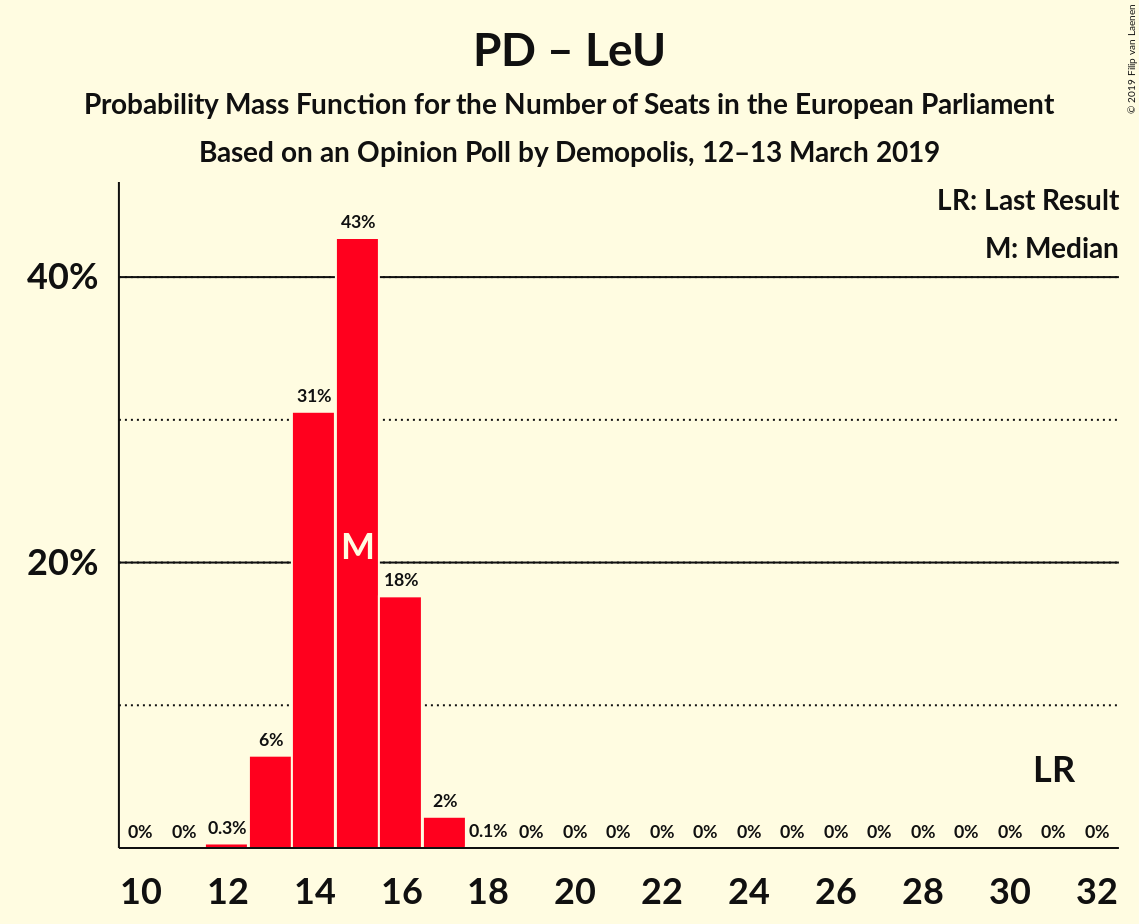 PD – LeU
Probability Mass Function for the Number of Seats in the European Parliament
Based on an Opinion Poll by Demopolis, 12–13 March 2019
© 2019 Filip van Laenen
LR: Last Result
M: Median
40%
20%
0%
0%
0.3%
6%
31%
43%
M
18%
2%
0.1%
0%
0%
0%
0%
0%
0%
0%
0%
0%
0%
0%
0%
0%
0%
LR
10 12 14 16 18 20 22 24 26 28 30 32